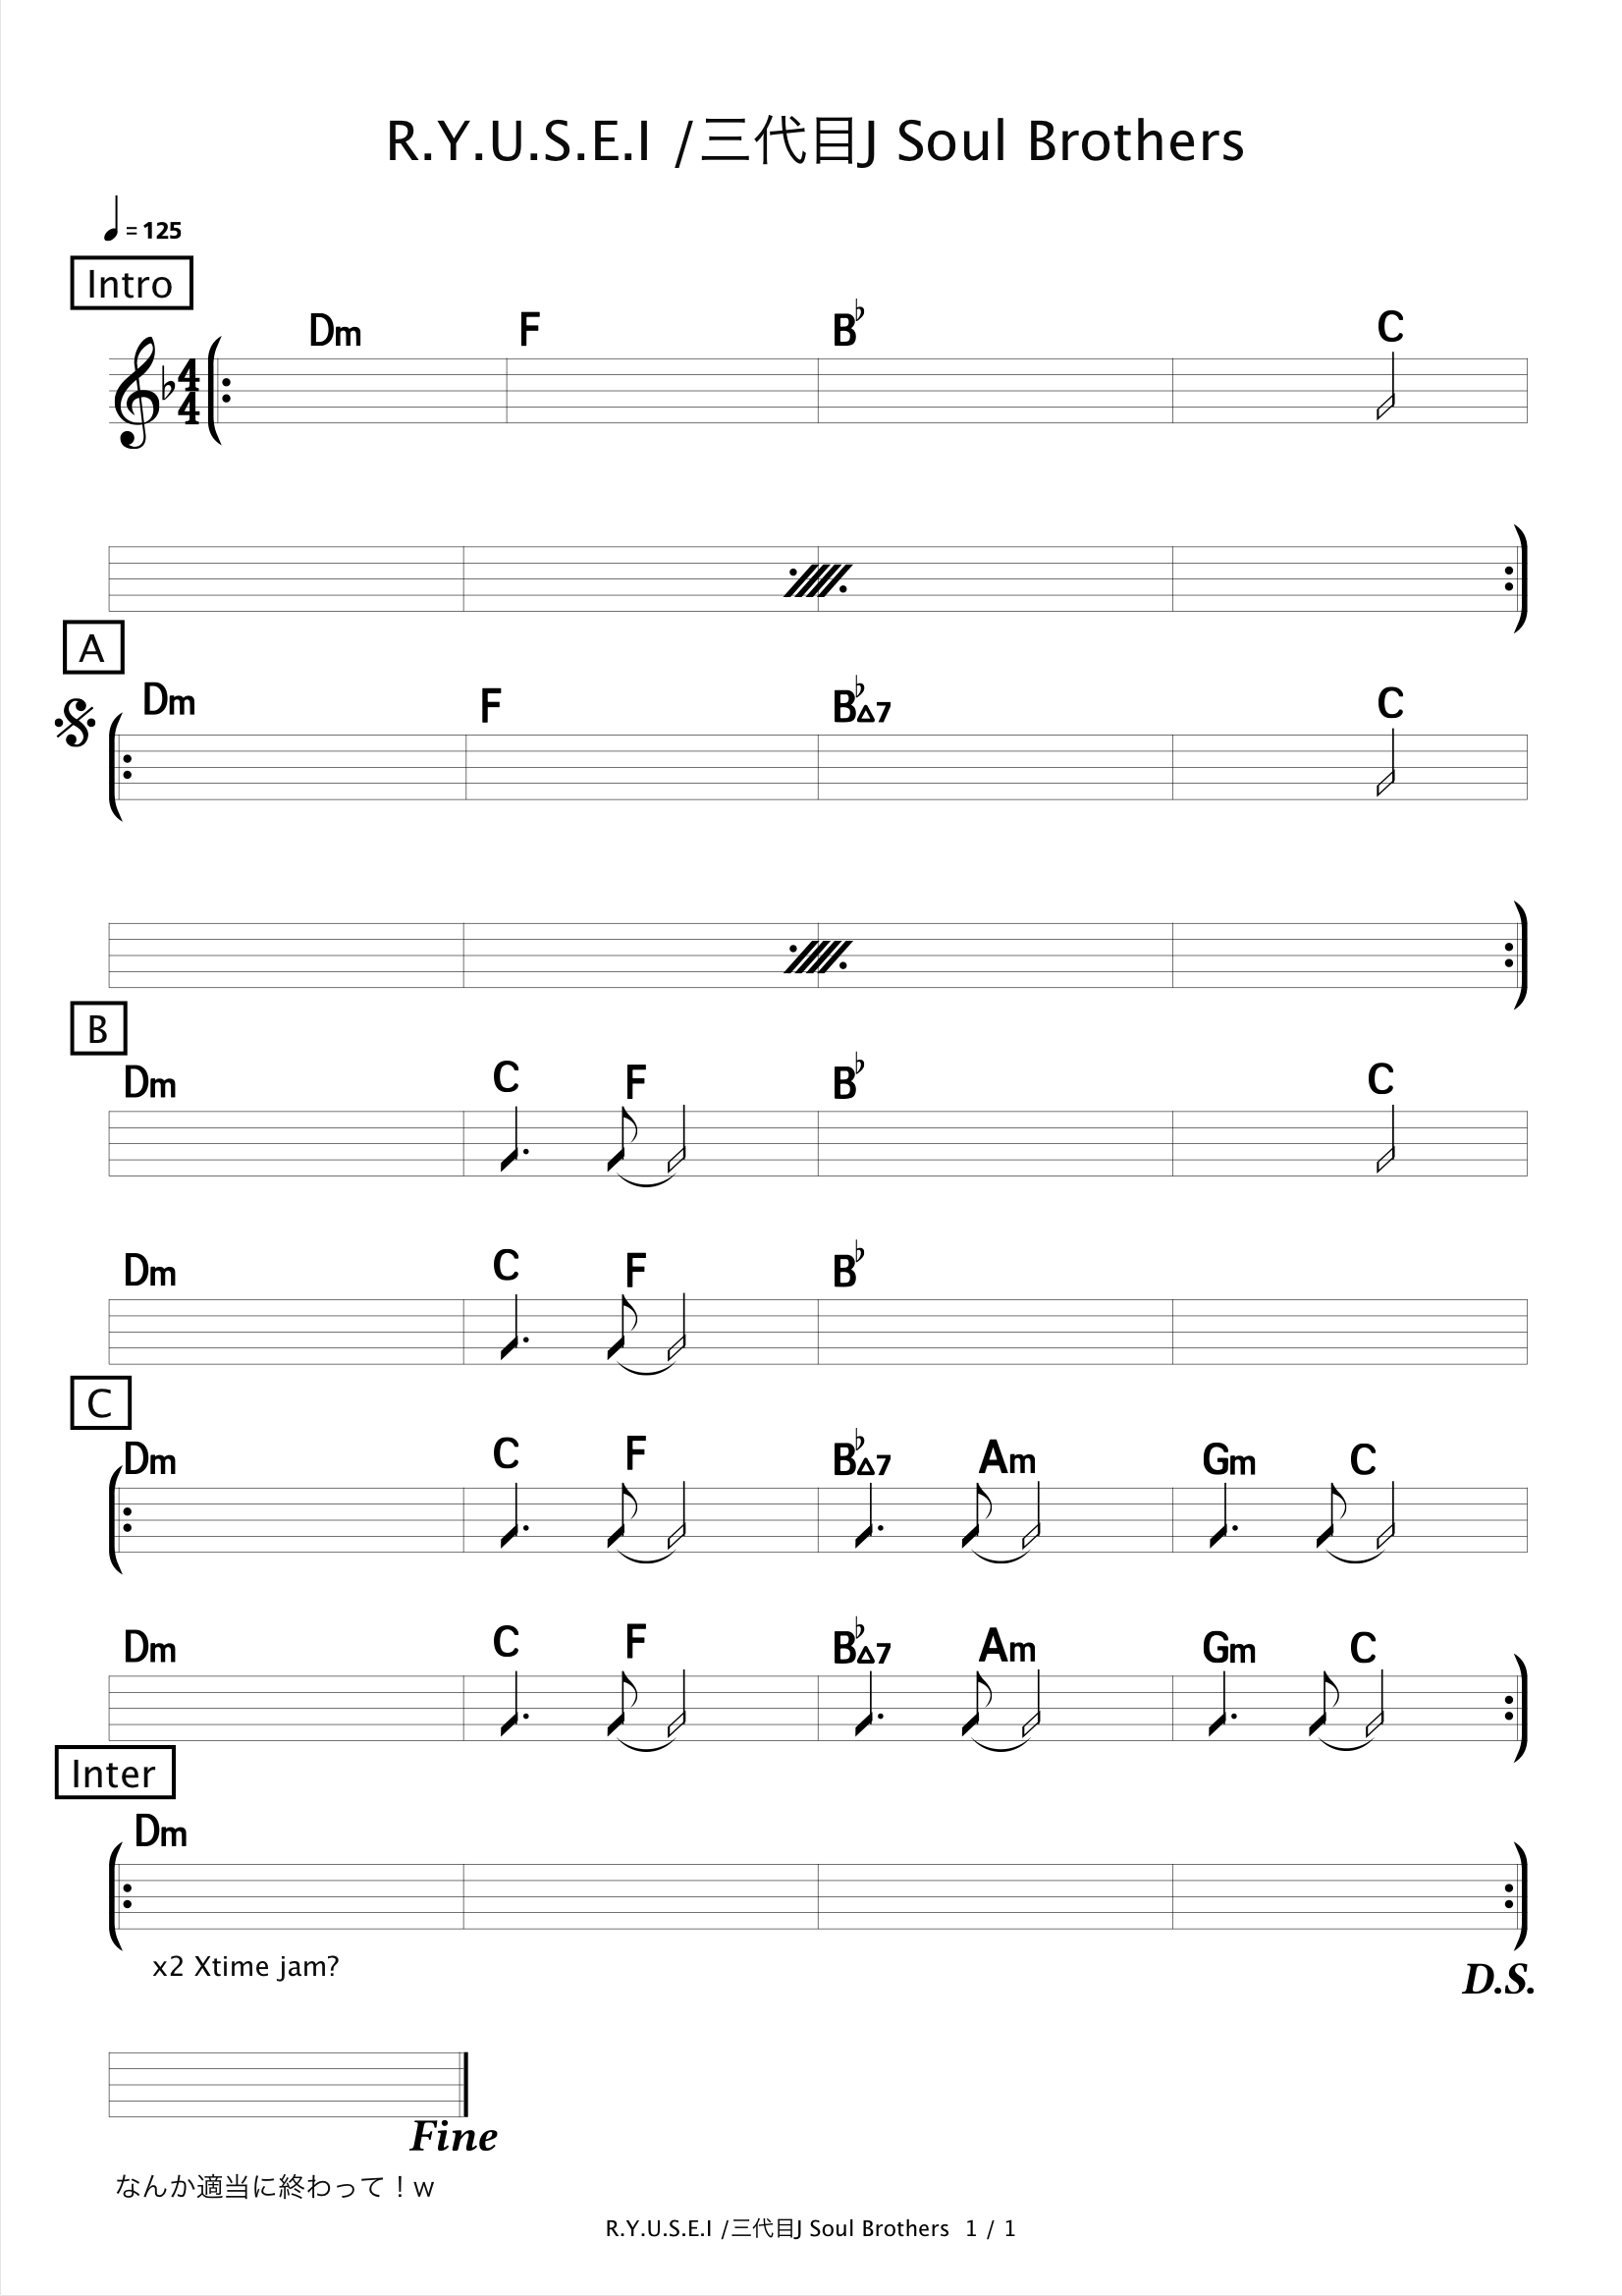 R.Y.U.S.E.I /三代目J Soul Brothers
= 125
Intro
Dm F B♭ C
4
4
A
Dm F B♭△7 C
B
Dm C F B♭ C
Dm C F B♭
C
Dm C F B♭△7 Am Gm C
Dm C F B♭△7 Am Gm C
Inter
Dm
x2 Xtime jam?
D.S.
Fine
なんか適当に終わって！w
R.Y.U.S.E.I /三代目J Soul Brothers 1 / 1